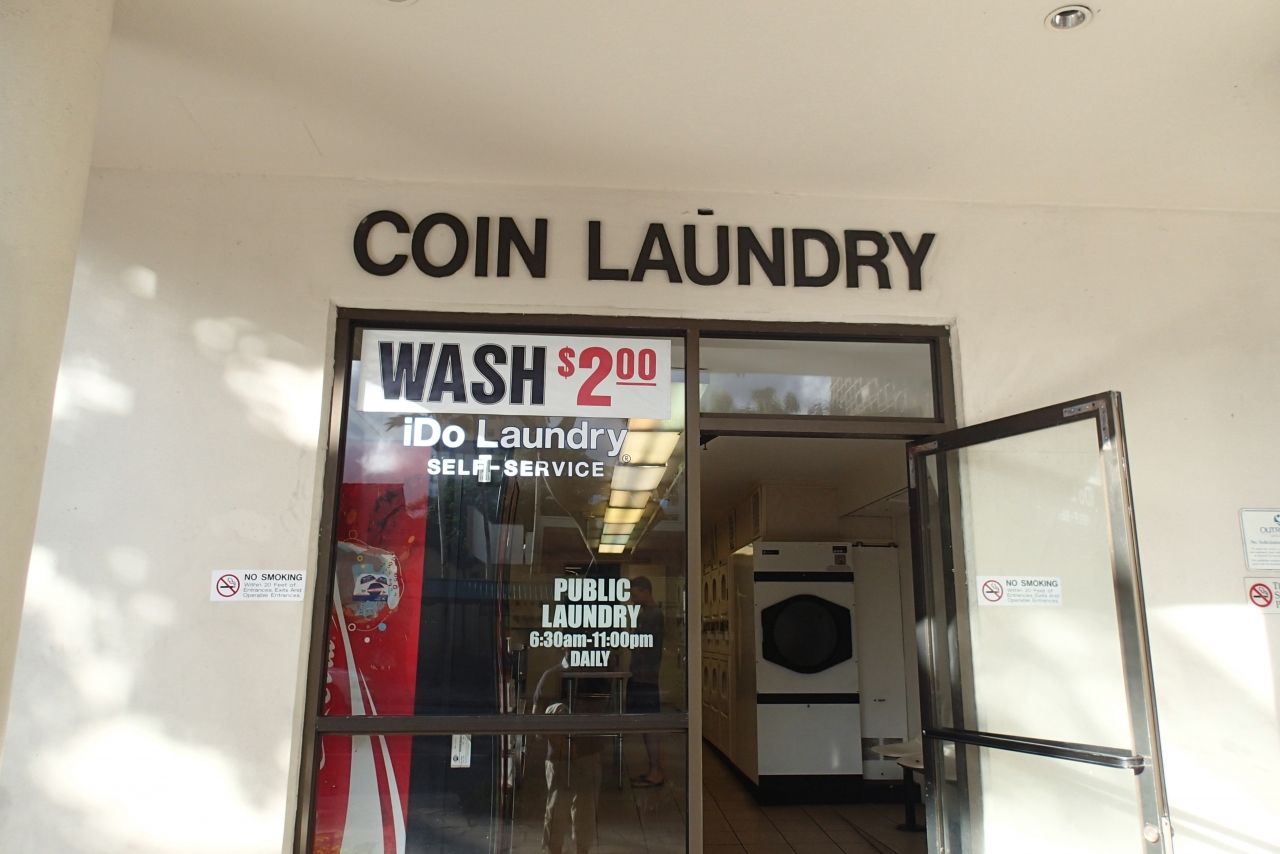 COIN LAUNDRY
WASH $2.00
iDo Laundry®
SELF-SERVICE
PUBLIC
LAUNDRY
6:30am-11:00pm
DAILY
NO SMOKING
Within 20 Feet of
Entrances, Exits And
Operable Entrances.
NO SMOKING
Within 20 Feet of
Entrances, Exits And
Operable Entrances.